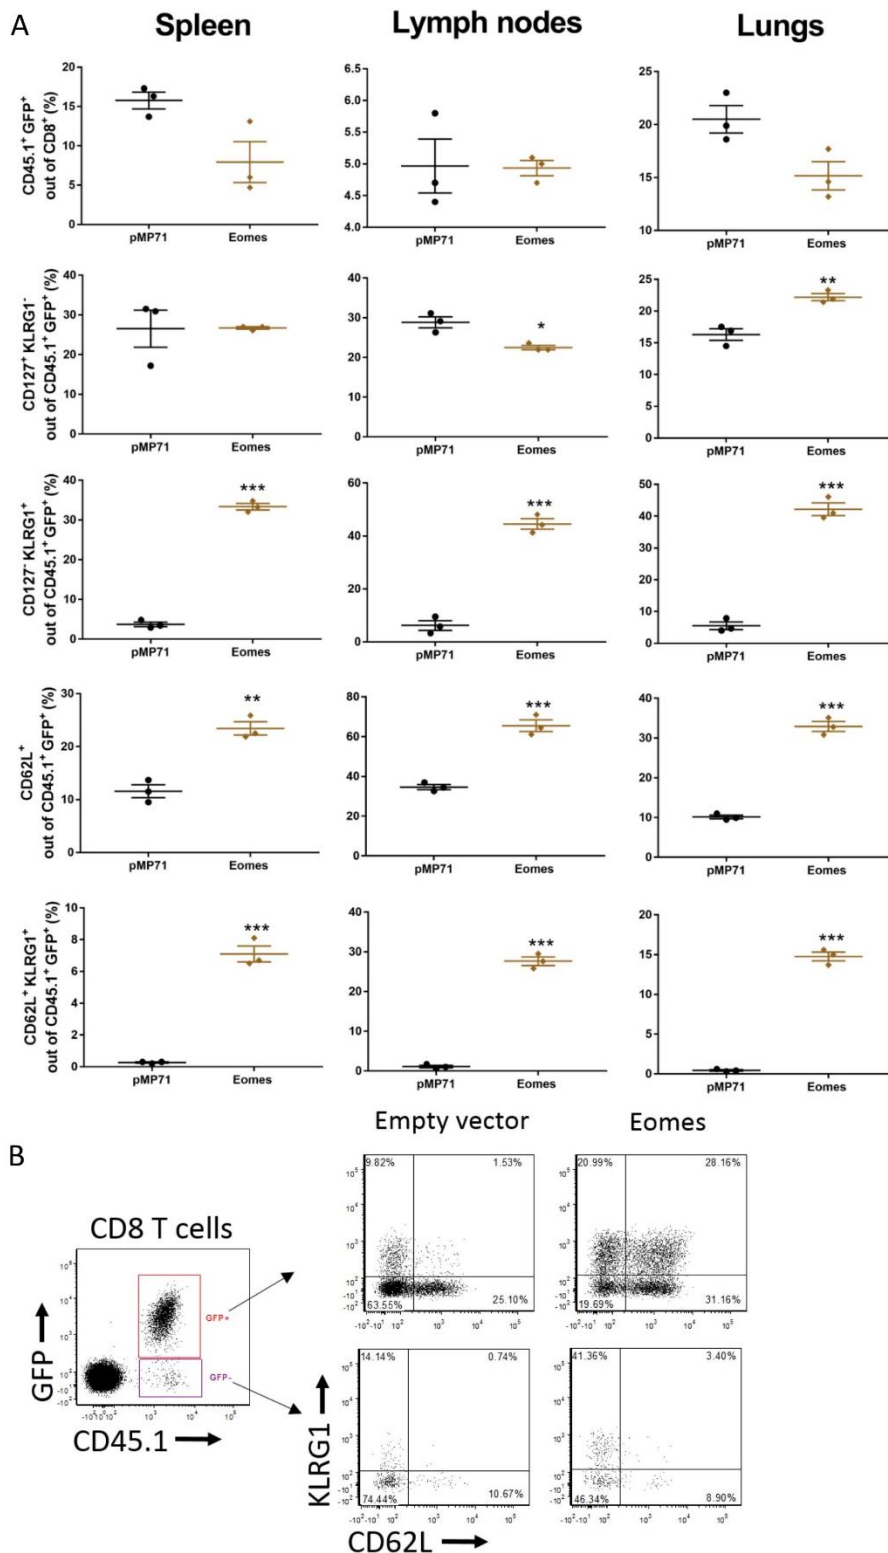 A
Spleen
Lymph nodes
Lungs
CD45.1⁺ GFP⁺
out of CD8⁺ (%)
20
15
10
5
0
pMP71
Eomes
6.5
6.0
5.5
5.0
4.5
4.0
pMP71
Eomes
25
20
15
10
pMP71
Eomes
CD127⁺ KLRG1⁻
out of CD45.1⁺ GFP⁺ (%)
40
30
20
10
0
pMP71
Eomes
40
30
20
10
0
*
pMP71
Eomes
25
20
15
10
5
0
**
pMP71
Eomes
CD127⁻ KLRG1⁺
out of CD45.1⁺ GFP⁺ (%)
40
30
20
10
0
***
pMP71
Eomes
60
40
20
0
***
pMP71
Eomes
50
40
30
20
10
0
***
pMP71
Eomes
CD62L⁺
out of CD45.1⁺ GFP⁺ (%)
30
20
10
0
**
pMP71
Eomes
80
60
40
20
0
***
pMP71
Eomes
40
30
20
10
0
***
pMP71
Eomes
CD62L⁺ KLRG1⁺
out of CD45.1⁺ GFP⁺ (%)
8
6
4
2
0
***
pMP71
Eomes
40
30
20
10
0
***
pMP71
Eomes
20
15
10
5
0
***
pMP71
Eomes
B
Empty vector
Eomes
CD8 T cells
GFP
GFP+
GFP-
CD45.1
9.82%
1.53%
63.55%
25.10%
20.99%
28.16%
19.69%
31.16%
14.14%
0.74%
74.44%
10.67%
41.36%
3.40%
46.34%
8.90%
KLRG1
CD62L